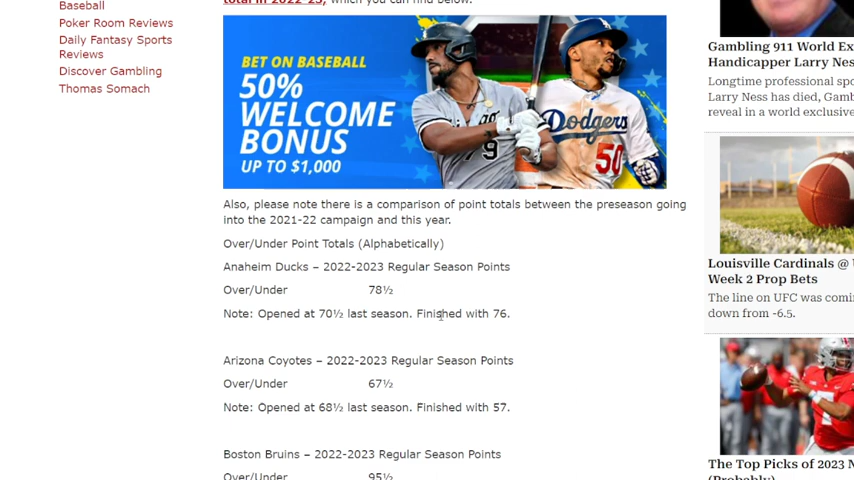 Baseball
Poker Room Reviews
Daily Fantasy Sports
Reviews
Discover Gambling
Thomas Somach
BET ON BASEBALL
50%
WELCOME
BONUS
UP TO $1,000
79
Dodgers
50
Also, please note there is a comparison of point totals between the preseason going
into the 2021-22 campaign and this year.
Over/Under Point Totals (Alphabetically)
Anaheim Ducks – 2022-2023 Regular Season Points
Over/Under 78½
Note: Opened at 70½ last season. Finished with 76.
Arizona Coyotes – 2022-2023 Regular Season Points
Over/Under 67½
Note: Opened at 68½ last season. Finished with 57.
Boston Bruins – 2022-2023 Regular Season Points
Over/Under 95½
Gambling 911 World Ex
Handicapper Larry Nes
Longtime professional spo
Larry Ness has died, Gamb
reveal in a world exclusive
Louisville Cardinals @
Week 2 Prop Bets
The line on UFC was comi
down from -6.5.
The Top Picks of 2023
(Probably)